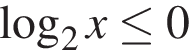 log₂ x ≤ 0